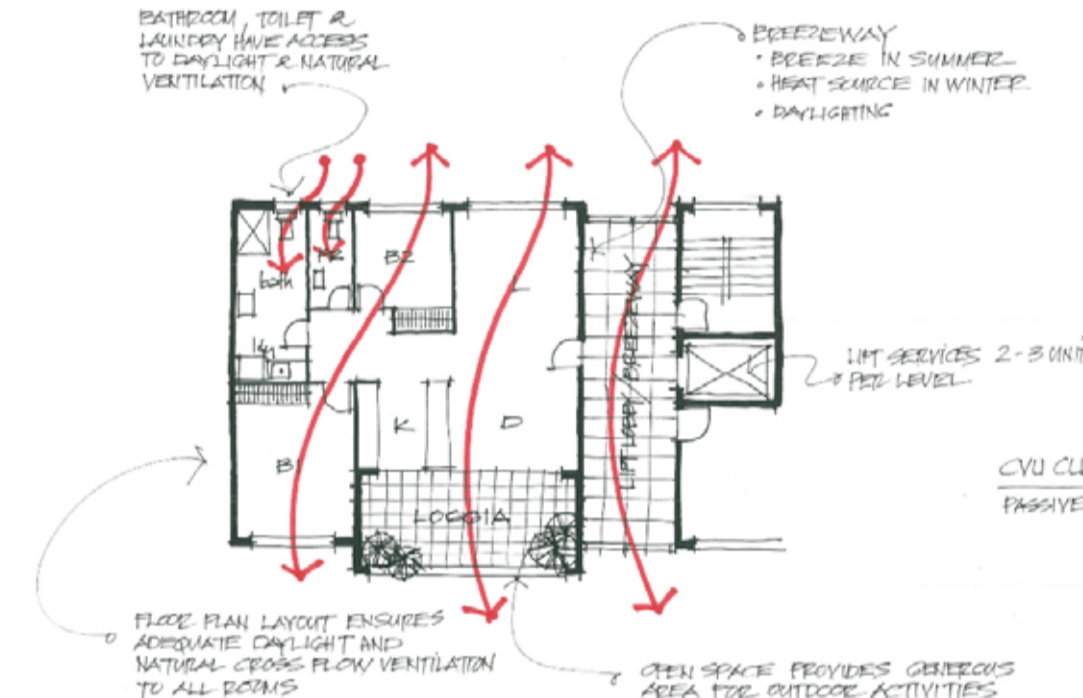 BATHROOM, TOILET &
LAUNDRY HAVE ACCESS
TO DAYLIGHT & NATURAL
VENTILATION
BREEZEWAY
• BREEZE IN SUMMER
• HEAT SOURCE IN WINTER
• DAYLIGHTING
bath
B2
L
ldy
LIFT LOBBY/BREEZEWAY
LIFT SERVICES 2-3 UNIT
PER LEVEL
K
D
B1
LOGGIA
PASSIVE
FLOOR PLAN LAYOUT ENSURES
ADEQUATE DAYLIGHT AND
NATURAL CROSS FLOW VENTILATION
TO ALL ROOMS
OPEN SPACE PROVIDES GENEROUS
AREA FOR OUTDOOR ACTIVITIES